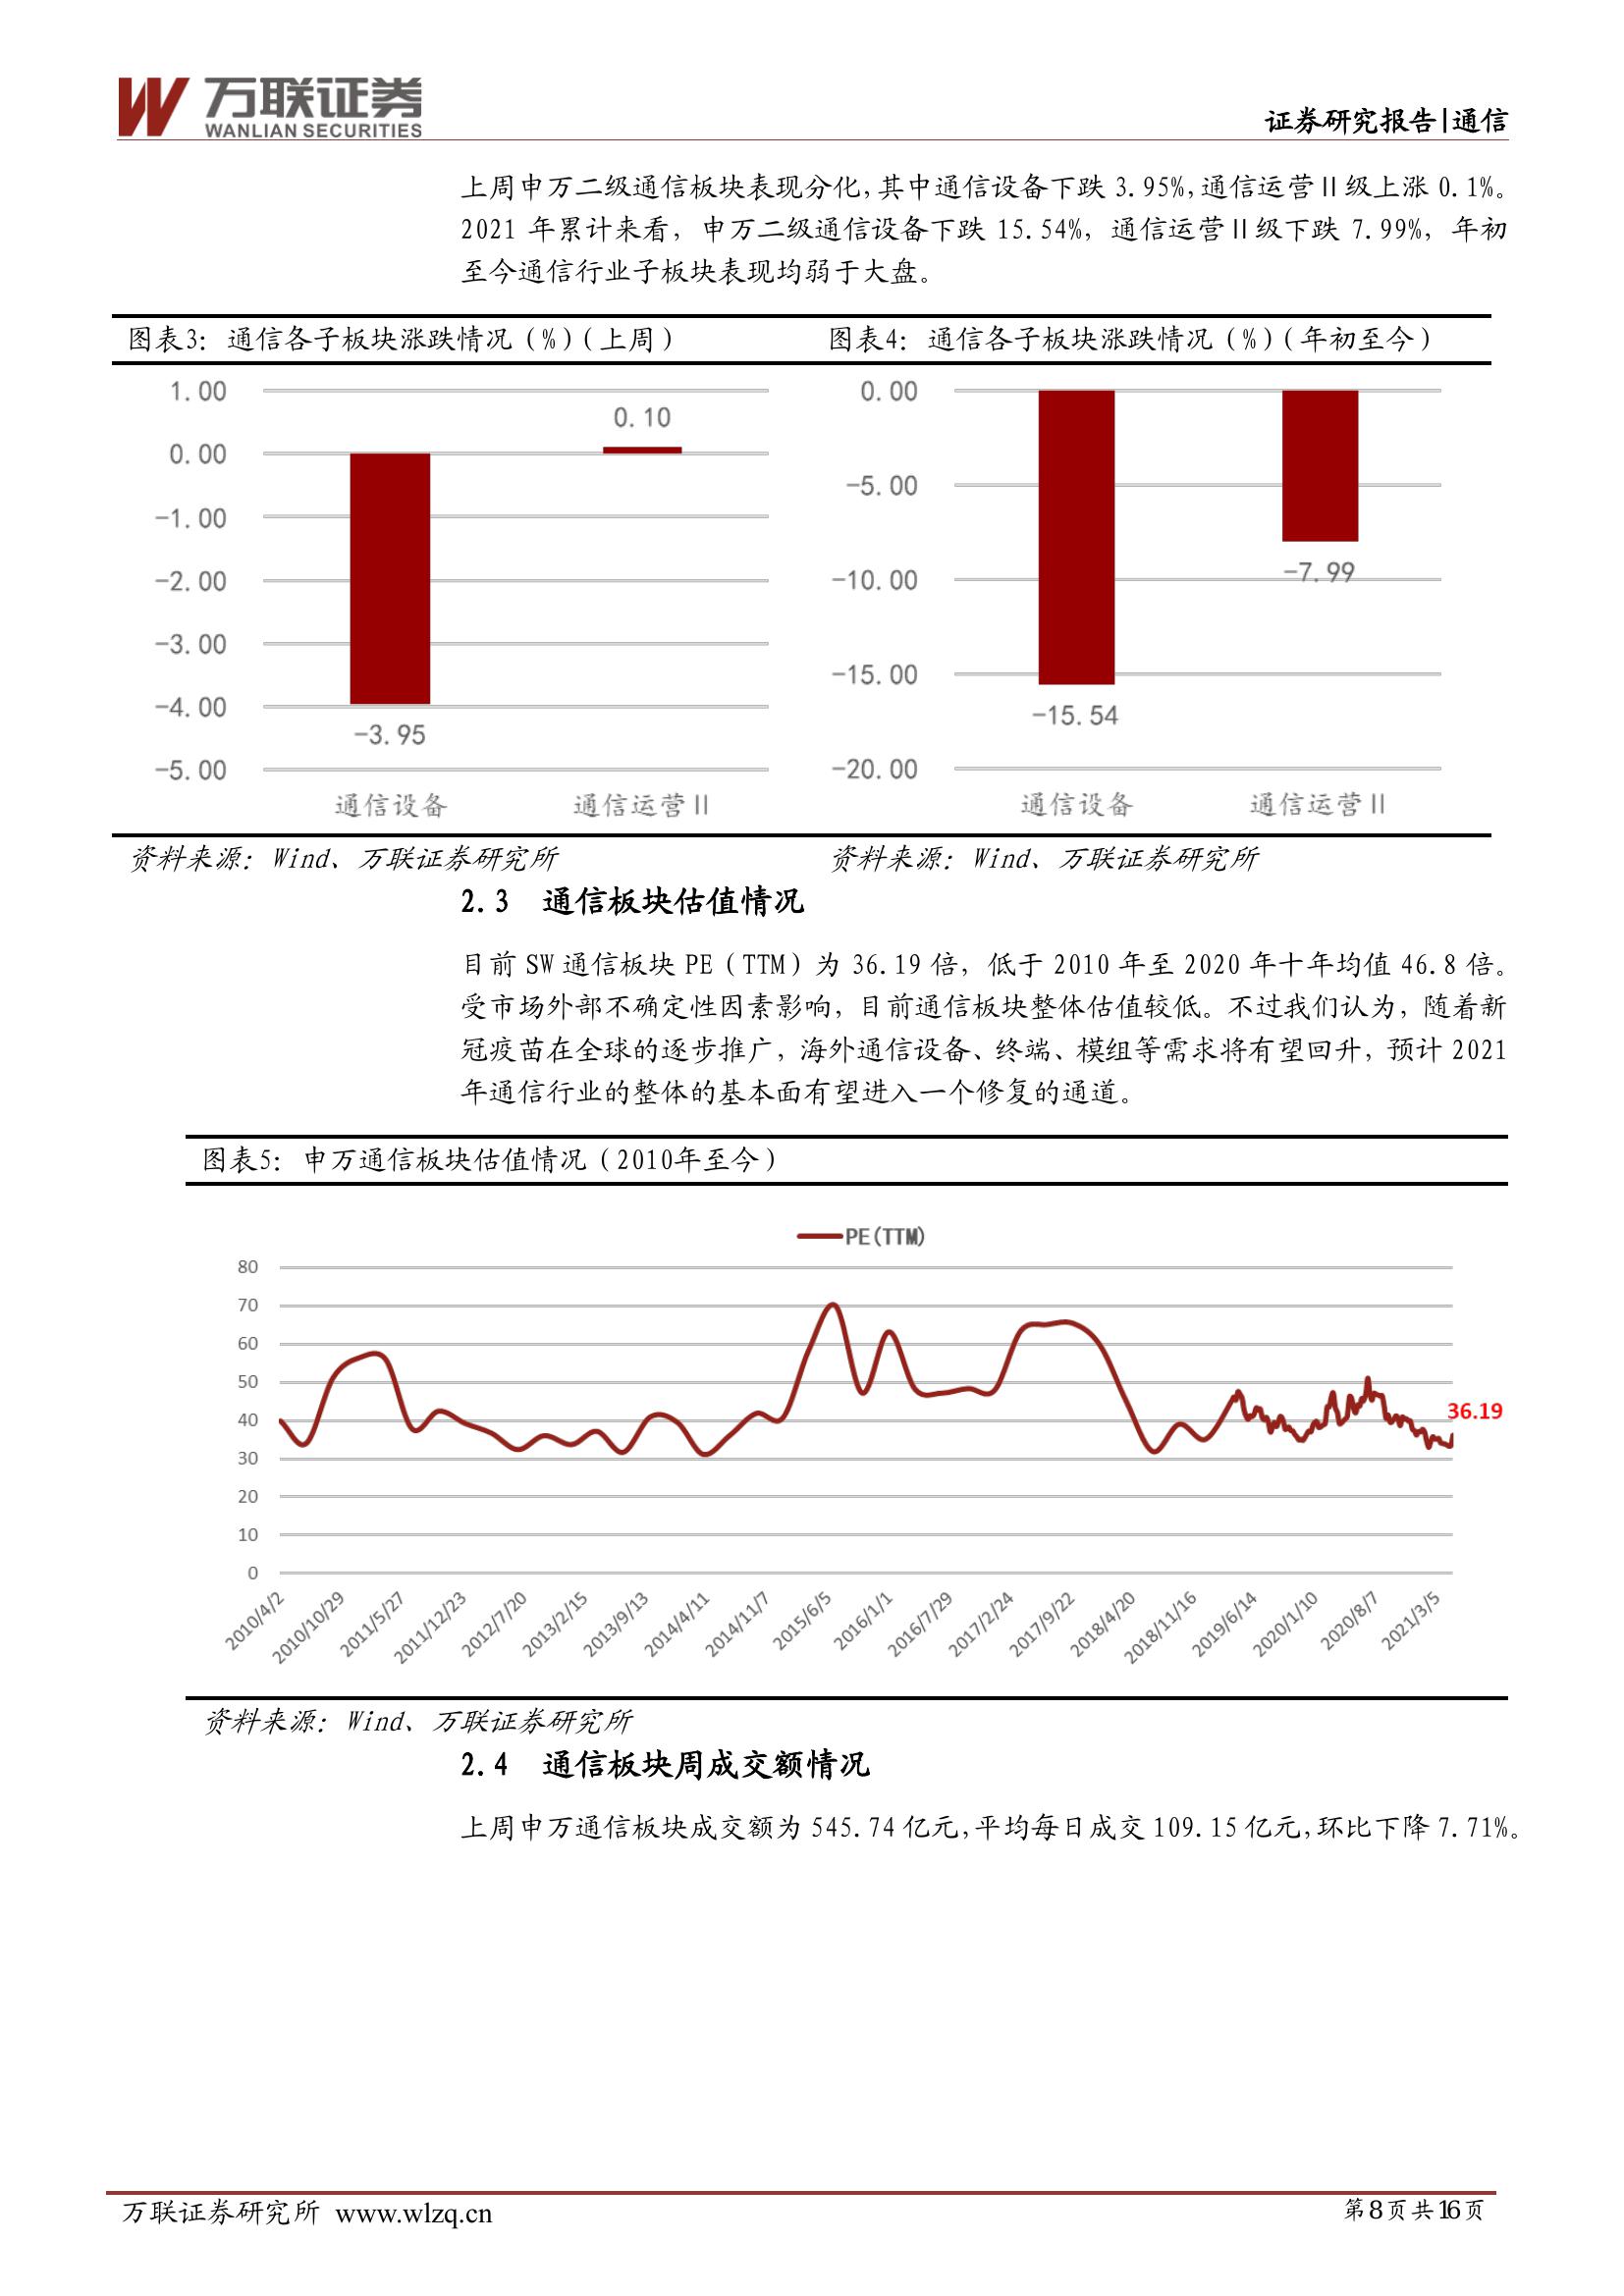 万联证券
WANLIAN SECURITIES
证券研究报告|通信
上周申万二级通信板块表现分化,其中通信设备下跌 3.95%,通信运营Ⅱ级上涨 0.1%。
2021 年累计来看，申万二级通信设备下跌 15.54%，通信运营Ⅱ级下跌 7.99%，年初
至今通信行业子板块表现均弱于大盘。
图表3：通信各子板块涨跌情况（%）（上周）
1.00
0.00
-1.00
-2.00
-3.00
-4.00
-5.00
0.10
-3.95
通信设备
通信运营Ⅱ
资料来源：Wind、万联证券研究所
图表4：通信各子板块涨跌情况（%）（年初至今）
0.00
-5.00
-10.00
-15.00
-20.00
-7.99
-15.54
通信设备
通信运营Ⅱ
资料来源：Wind、万联证券研究所
2.3 通信板块估值情况
目前 SW 通信板块 PE（TTM）为 36.19 倍，低于 2010 年至 2020 年十年均值 46.8 倍。
受市场外部不确定性因素影响，目前通信板块整体估值较低。不过我们认为，随着新
冠疫苗在全球的逐步推广，海外通信设备、终端、模组等需求将有望回升，预计 2021
年通信行业的整体的基本面有望进入一个修复的通道。
图表5：申万通信板块估值情况（2010年至今）
PE(TTM)
80
70
60
50
40
30
20
10
0
36.19
2010/4/2
2010/10/29
2011/5/27
2011/12/23
2012/7/20
2013/2/15
2013/9/13
2014/4/11
2014/11/7
2015/6/5
2016/1/1
2016/7/29
2017/2/24
2017/9/22
2018/4/20
2018/11/16
2019/6/14
2020/1/10
2020/8/7
2021/3/5
资料来源：Wind、万联证券研究所
2.4 通信板块周成交额情况
上周申万通信板块成交额为 545.74 亿元,平均每日成交 109.15 亿元,环比下降 7.71%。
万联证券研究所 www.wlzq.cn
第8页共16页